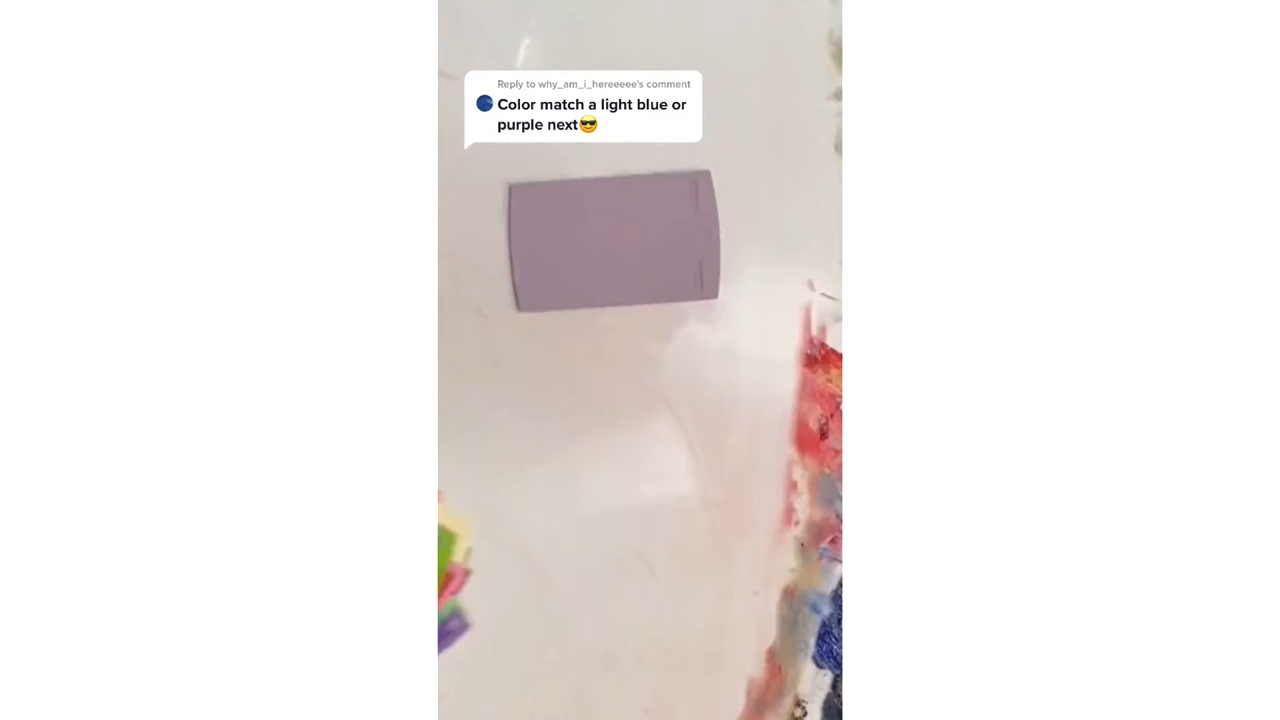 Reply to why_am_i_hereeeee's comment
Color match a light blue or
purple next😎